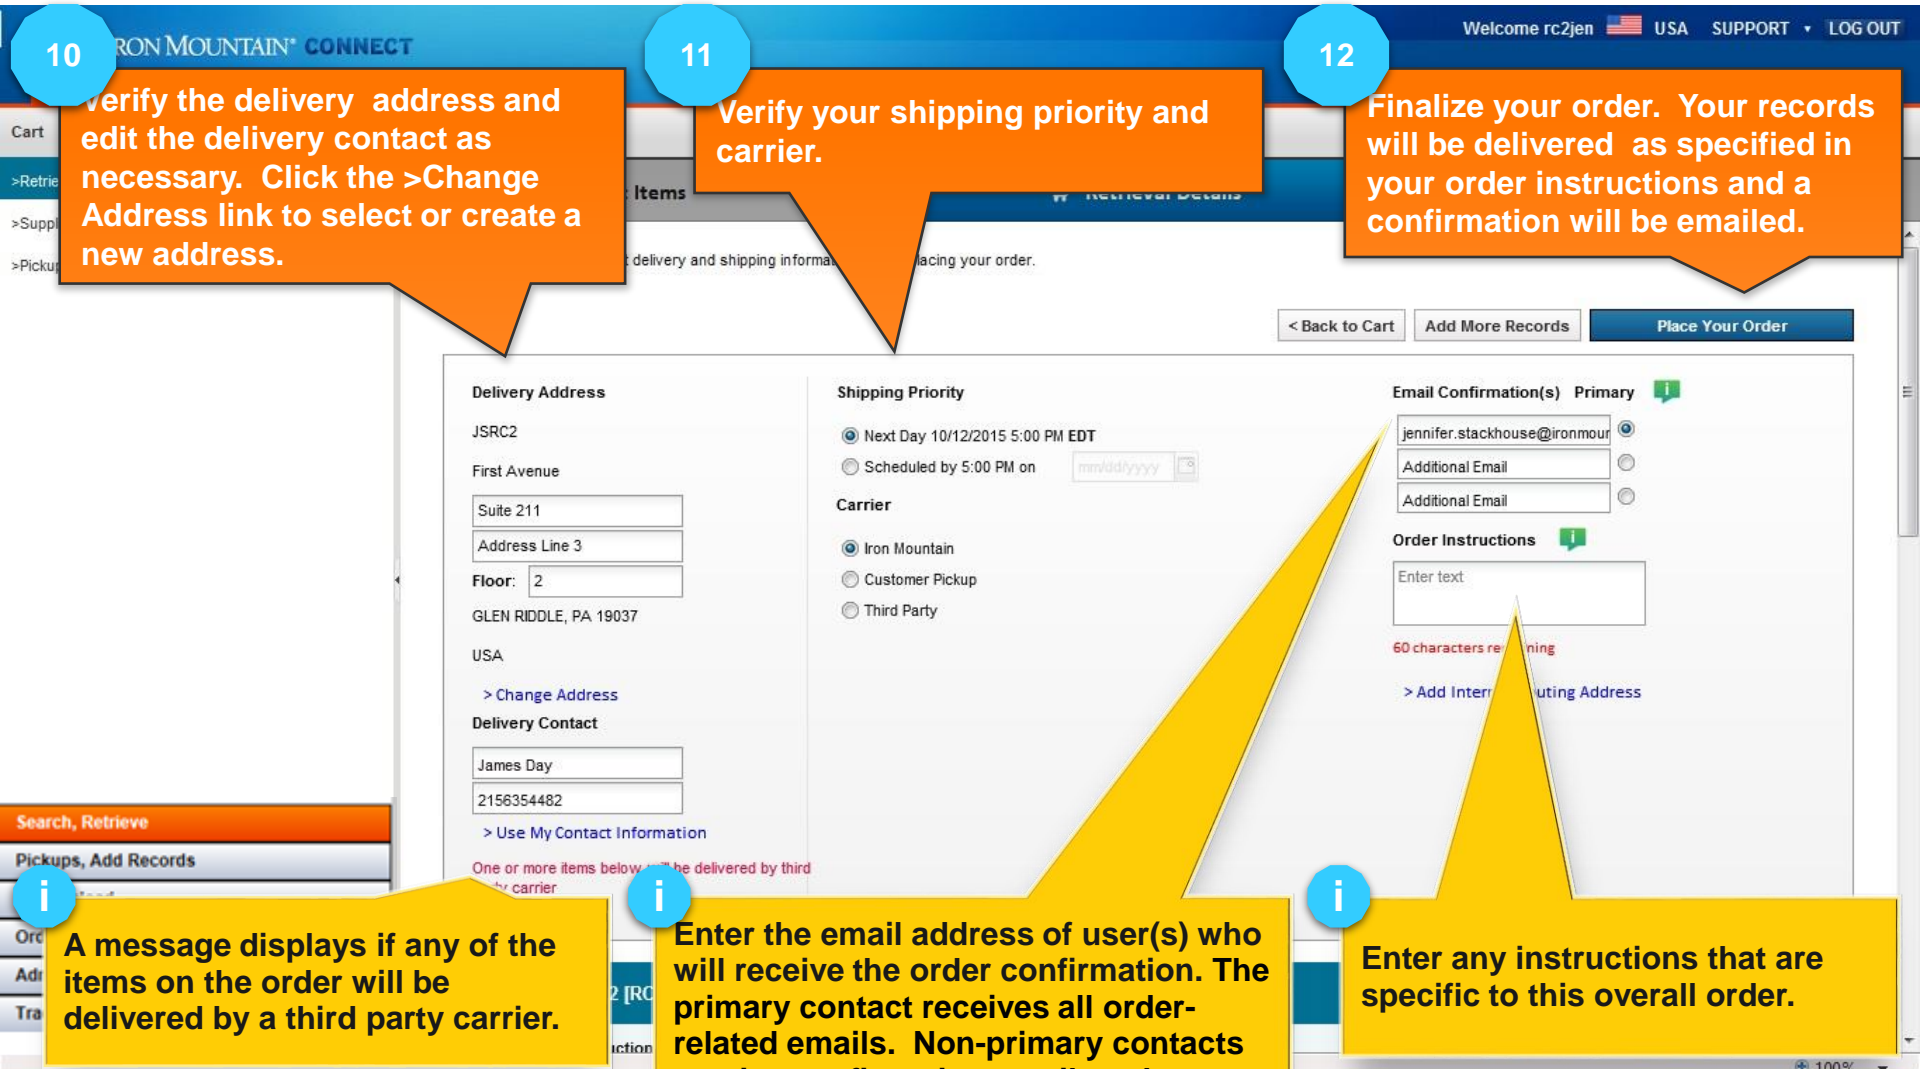 10
11
12
RON MOUNTAIN® CONNECT
Welcome rc2jen USA SUPPORT LOG OUT
Verify the delivery address and
edit the delivery contact as
necessary. Click the >Change
Address link to select or create a
new address.
Verify your shipping priority and
carrier.
Finalize your order. Your records
will be delivered as specified in
your order instructions and a
confirmation will be emailed.
Cart
>Retrie
>Suppl
>Pickup
Items
Retrieval Details
delivery and shipping informa
lacing your order.
< Back to Cart
Add More Records
Place Your Order
Delivery Address
JSRC2
First Avenue
Suite 211
Address Line 3
Floor: 2
GLEN RIDDLE, PA 19037
USA
> Change Address
Delivery Contact
James Day
2156354482
> Use My Contact Information
One or more items below will be delivered by third
carrier
Shipping Priority
Next Day 10/12/2015 5:00 PM EDT
Scheduled by 5:00 PM on mm/dd/yyyy
Carrier
Iron Mountain
Customer Pickup
Third Party
Email Confirmation(s) Primary
jennifer.stackhouse@ironmour
Additional Email
Additional Email
Order Instructions
Enter text
60 characters re ning
> Add Inter uting Address
Search, Retrieve
Pickups, Add Records
Ord
Adr
Tra
i
A message displays if any of the
items on the order will be
delivered by a third party carrier.
2 [RC
uction
i
Enter the email address of user(s) who
will receive the order confirmation. The
primary contact receives all order-
related emails. Non-primary contacts
i
Enter any instructions that are
specific to this overall order.
100%